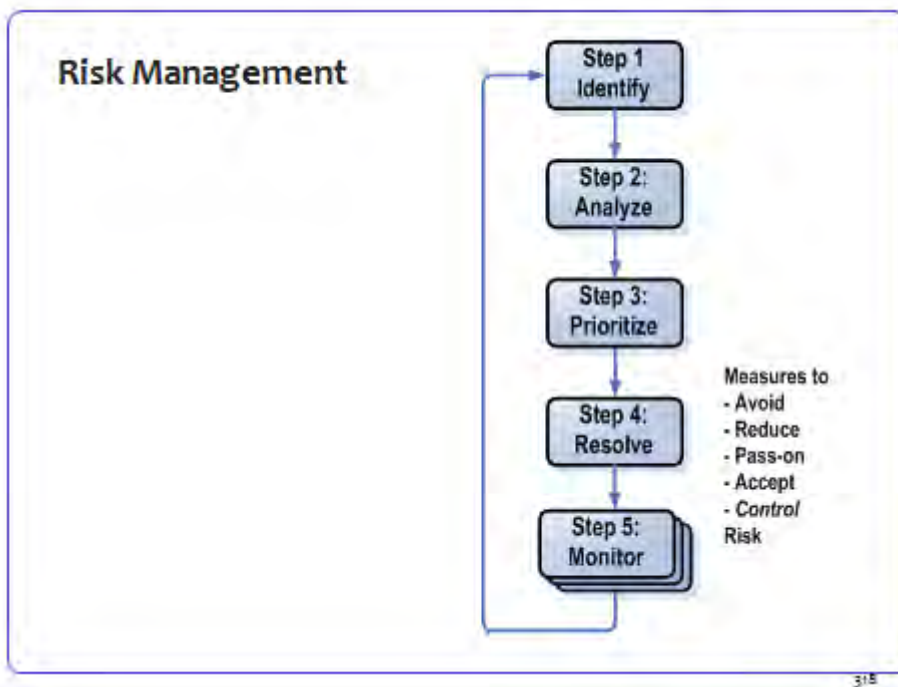 Risk Management
Step 1
Identify
Step 2:
Analyze
Step 3:
Prioritize
Step 4:
Resolve
Measures to
- Avoid
- Reduce
- Pass-on
- Accept
- Control
Risk
Step 5:
Monitor
318